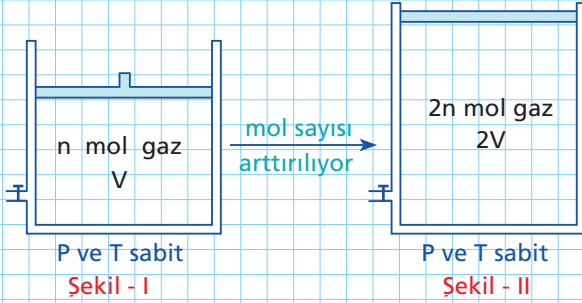 n mol gaz
V
P ve T sabit
Şekil - I
mol sayısı
arttırılıyor
2n mol gaz
2V
P ve T sabit
Şekil - II